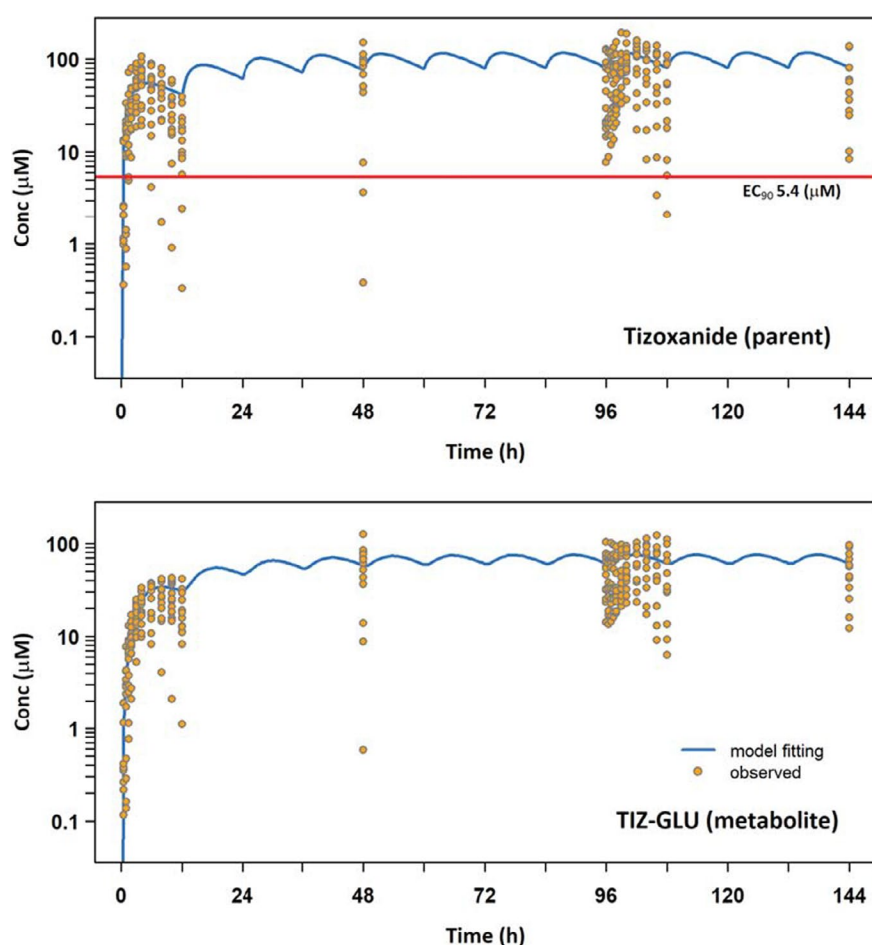 100
10
1
0.1
Conc (µM)
EC90 5.4 (µM)
Tizoxanide (parent)
0 24 48 72 96 120 144
Time (h)
100
10
1
0.1
Conc (µM)
model fitting
observed
TIZ-GLU (metabolite)
0 24 48 72 96 120 144
Time (h)